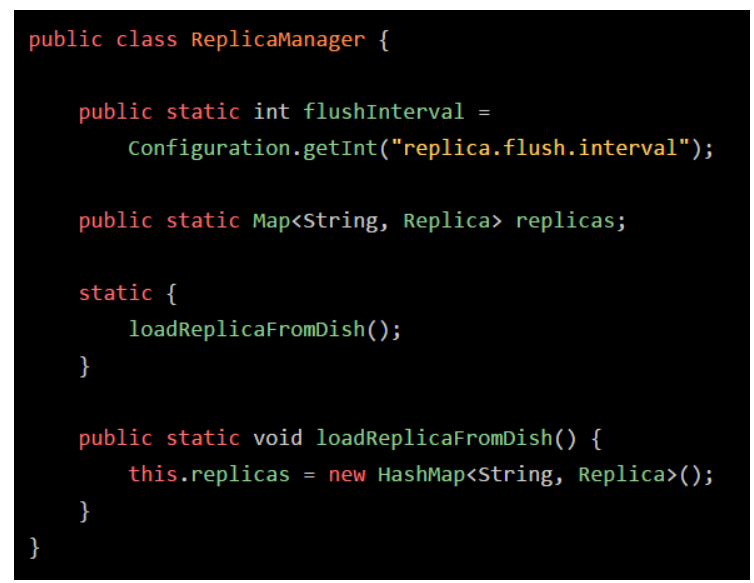 public class ReplicaManager {
public static int flushInterval =
Configuration.getInt("replica.flush.interval");
public static Map<String, Replica> replicas;
static {
loadReplicaFromDish();
}
public static void loadReplicaFromDish() {
this.replicas = new HashMap<String, Replica>();
}
}